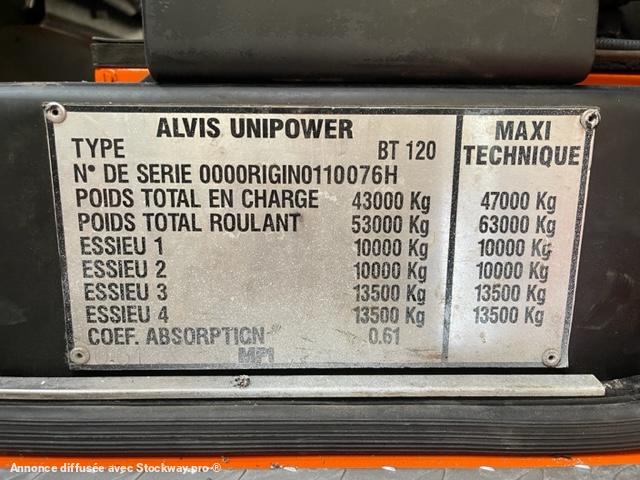 ALVIS UNIPOWER
TYPE BT 120
N° DE SERIE 0000RIGIN0110076H
POIDS TOTAL EN CHARGE 43000 Kg
POIDS TOTAL ROULANT 53000 Kg
ESSIEU 1 10000 Kg
ESSIEU 2 10000 Kg
ESSIEU 3 13500 Kg
ESSIEU 4 13500 Kg
COEF. ABSORPTION 0.61
MPI
MAXI
TECHNIQUE
47000 Kg
63000 Kg
10000 Kg
10000 Kg
13500 Kg
13500 Kg
Annonce diffusée avec Stockway.pro ®